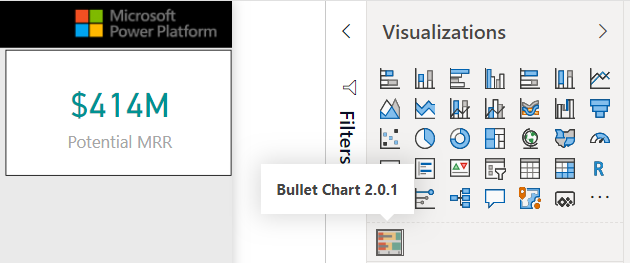 Microsoft
Power Platform
$414M
Potential MRR
Visualizations
Filters
Bullet Chart 2.0.1
R